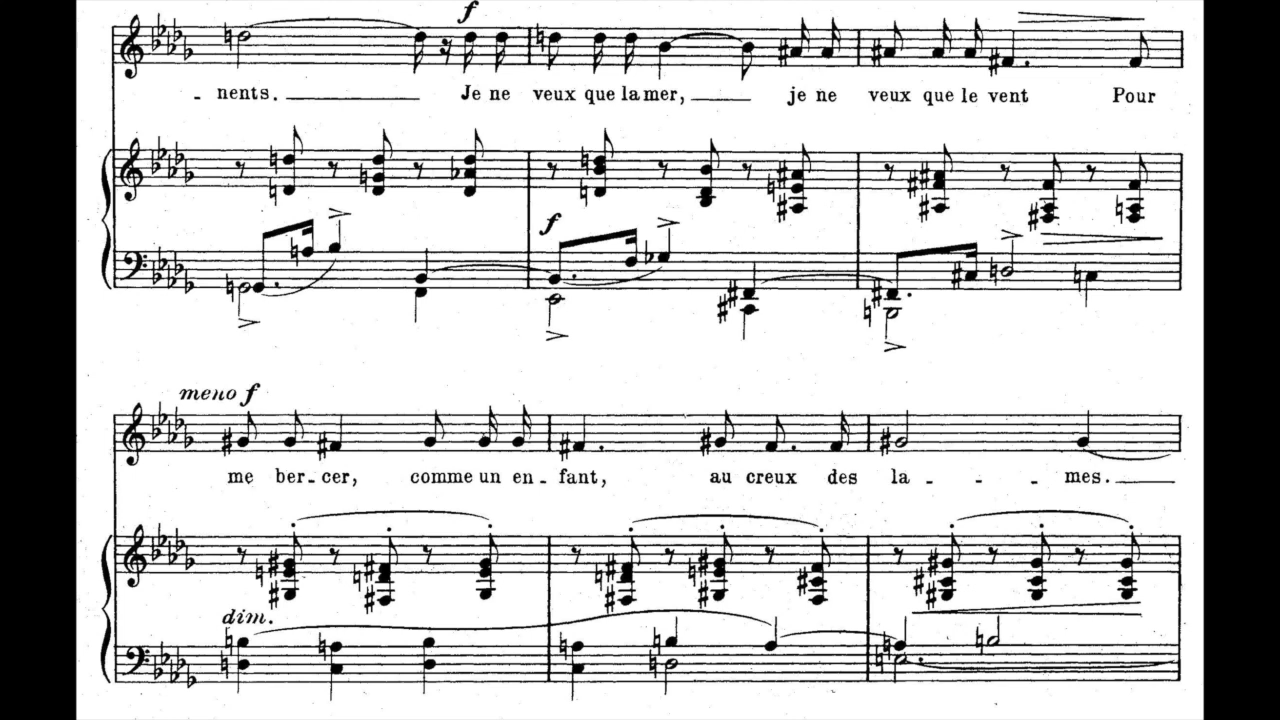 f
- nents. Je ne veux que la mer, je ne veux que le vent Pour
f
meno f
me ber - cer, comme un en - fant, au creux des la - - - mes.
dim.